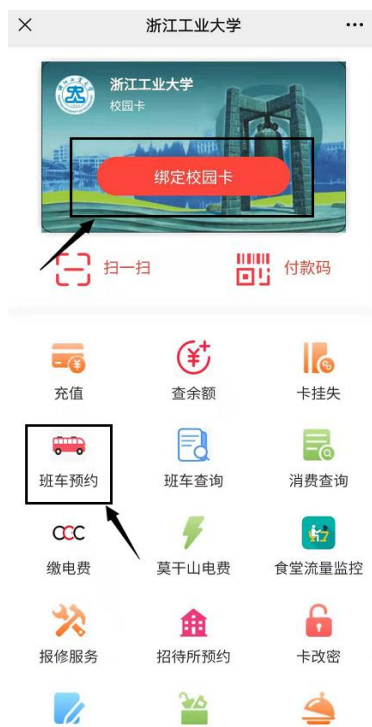 浙江工业大学
浙江工业大学
校园卡
绑定校园卡
扫一扫 付款码
充值 查余额 卡挂失
班车预约 班车查询 消费查询
缴电费 莫干山电费 食堂流量监控
报修服务 招待所预约 卡改密